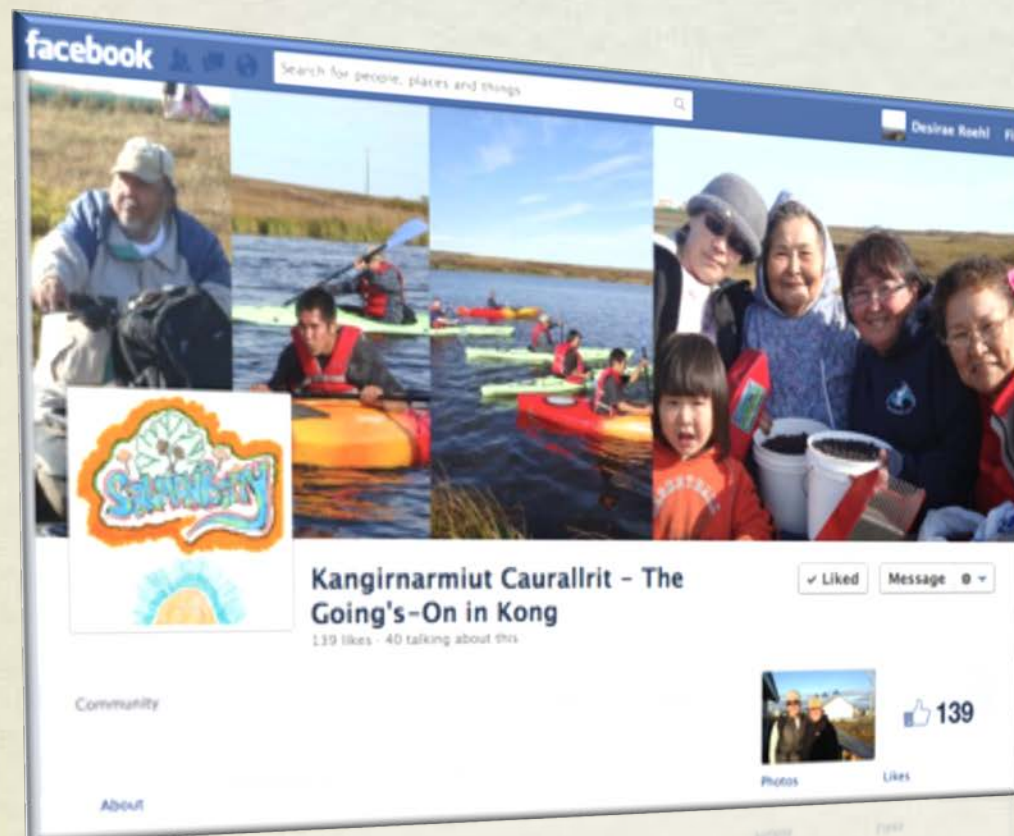 facebook
Search for people, places and things
Desirae Roehl
Kangirnarmiut Caurallrit – The
Going's-On in Kong
139 likes · 40 talking about this
✓ Liked
Message
Community
139
Photos
Likes
About